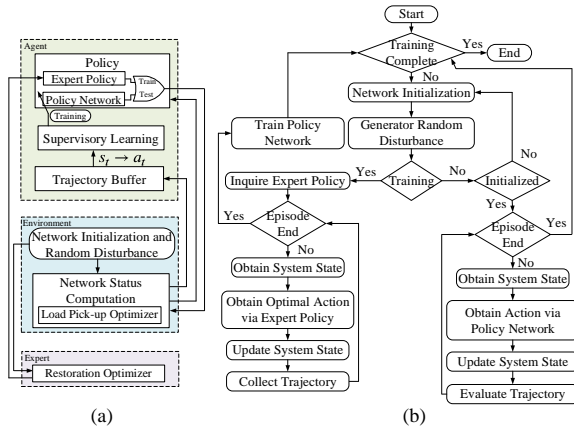 Agent
Policy
Expert Policy
Train
Test
Policy Network
Training
Supervisory Learning
s_t → a_t
Trajectory Buffer
Environment
Network Initialization and
Random Disturbance
Network Status
Computation
Load Pick-up Optimizer
Expert
Restoration Optimizer
(a)
Start
Training
Complete
Yes
End
No
Network Initialization
Train Policy
Network
Generator Random
Disturbance
No
Yes
Training
No
Initialized
Inquire Expert Policy
Yes
Yes
Episode
End
Yes
Episode
End
No
No
Obtain System State
Obtain System State
Obtain Optimal Action
via Expert Policy
Obtain Action via
Policy Network
Update System State
Update System State
Collect Trajectory
Evaluate Trajectory
(b)